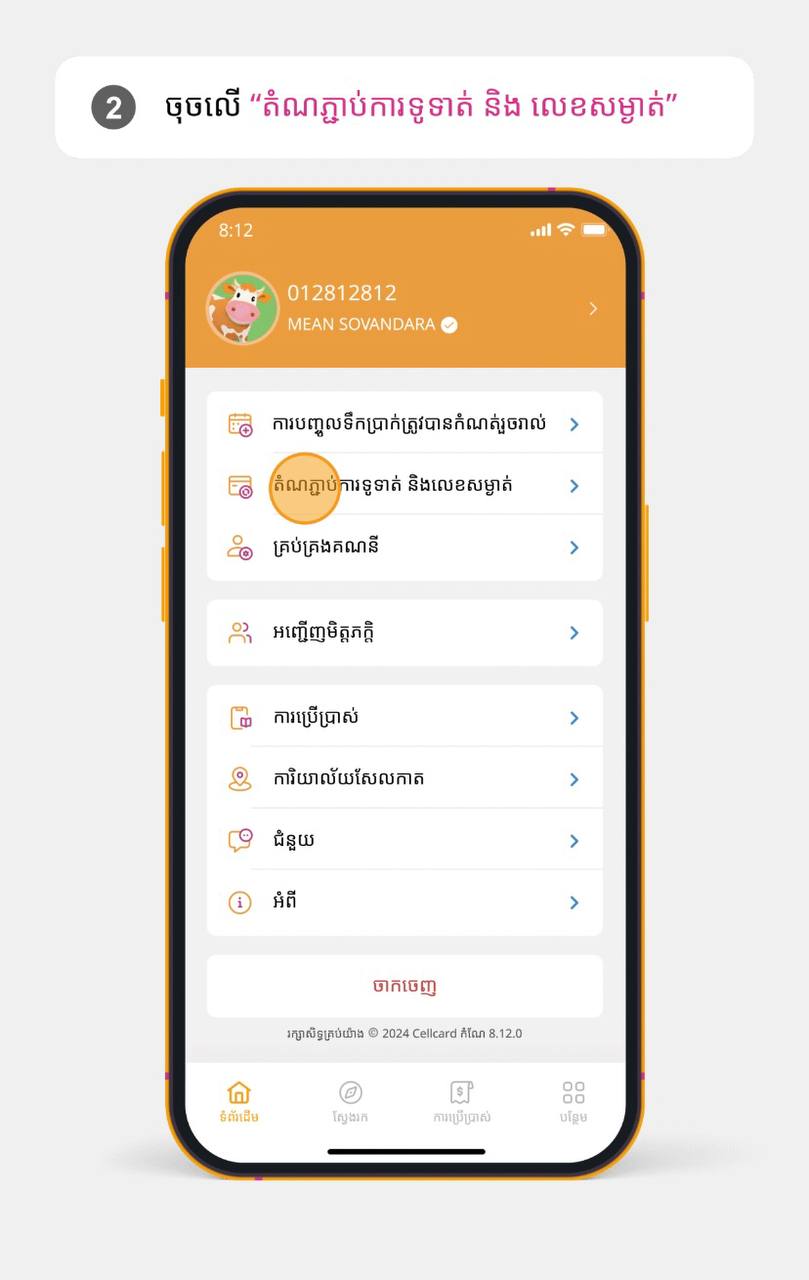 2 ចុចលើ “តំណភ្ជាប់ការទូទាត់ និង លេខសម្ងាត់”
8:12
012812812
MEAN SOVANDARA
ការបញ្ចូលទឹកប្រាក់ត្រូវបានកំណត់រួចរាល់
តំណភ្ជាប់ការទូទាត់ និងលេខសម្ងាត់
គ្រប់គ្រងគណនី
អញ្ជើញមិត្តភក្តិ
ការប្រើប្រាស់
ការិយាល័យសែលកាត
ជំនួយ
អំពី
ចាកចេញ
រក្សាសិទ្ធគ្រប់យ៉ាង © 2024 Cellcard កំណែ 8.12.0
ទំព័រដើម ស្វែងរក ការប្រើប្រាស់ បន្ថែម